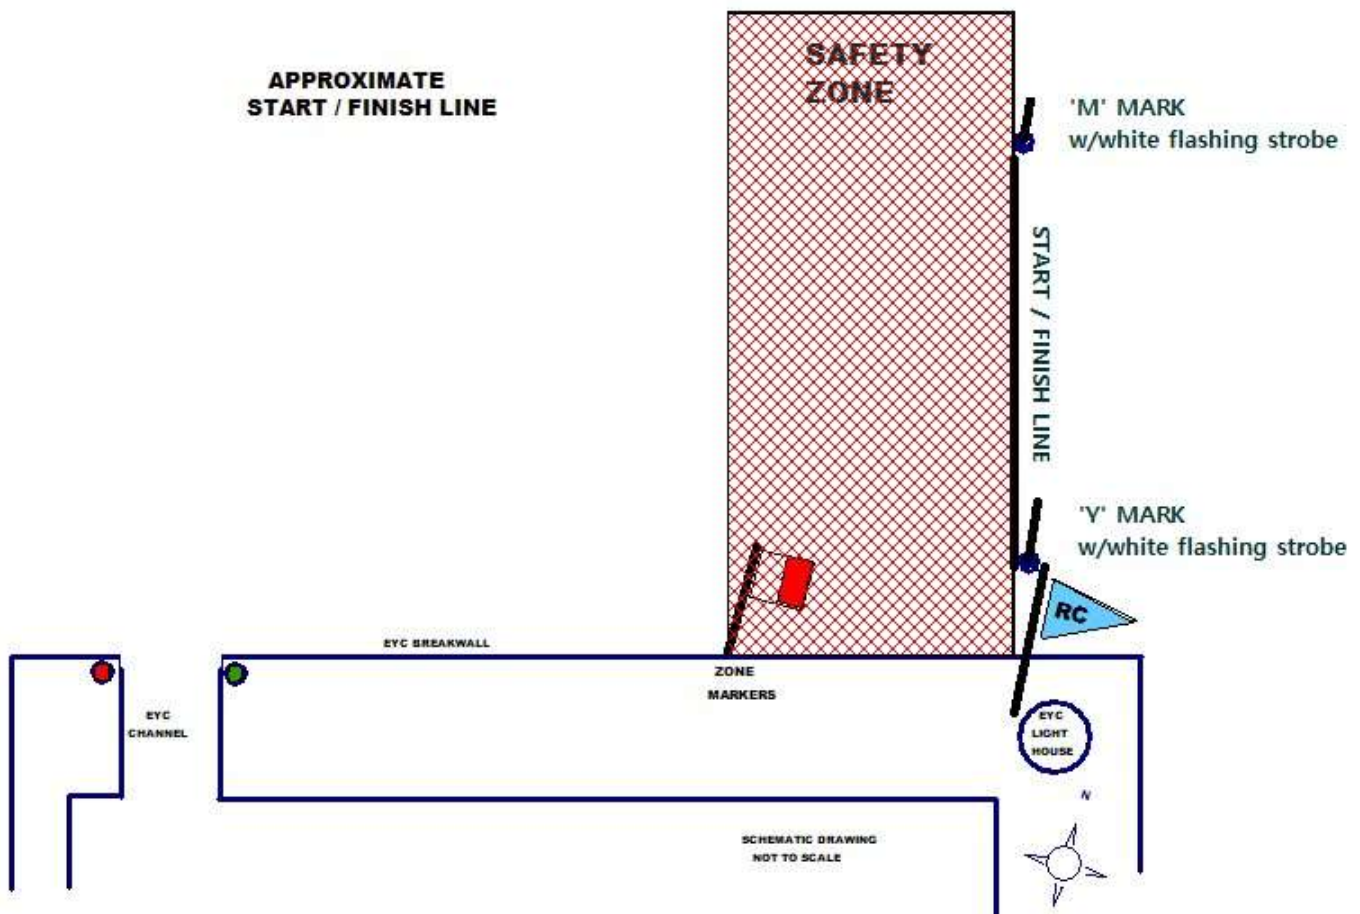 APPROXIMATE
START / FINISH LINE
SAFETY
ZONE
'M' MARK
w/white flashing strobe
START / FINISH LINE
'Y' MARK
w/white flashing strobe
RC
EYC BREAKWALL
ZONE
MARKERS
EYC
CHANNEL
EYC
LIGHT
HOUSE
N
SCHEMATIC DRAWING
NOT TO SCALE